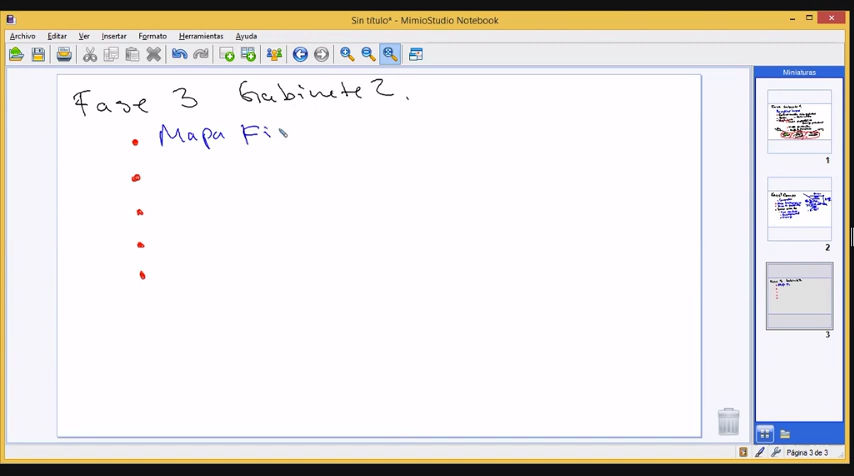 Sin título* - MimioStudio Notebook
Archivo Editar Ver Insertar Formato Herramientas Ayuda
Miniaturas
Fase 3 Gabinete 2.
Mapa Fi
1
2
3
Página 3 de 3